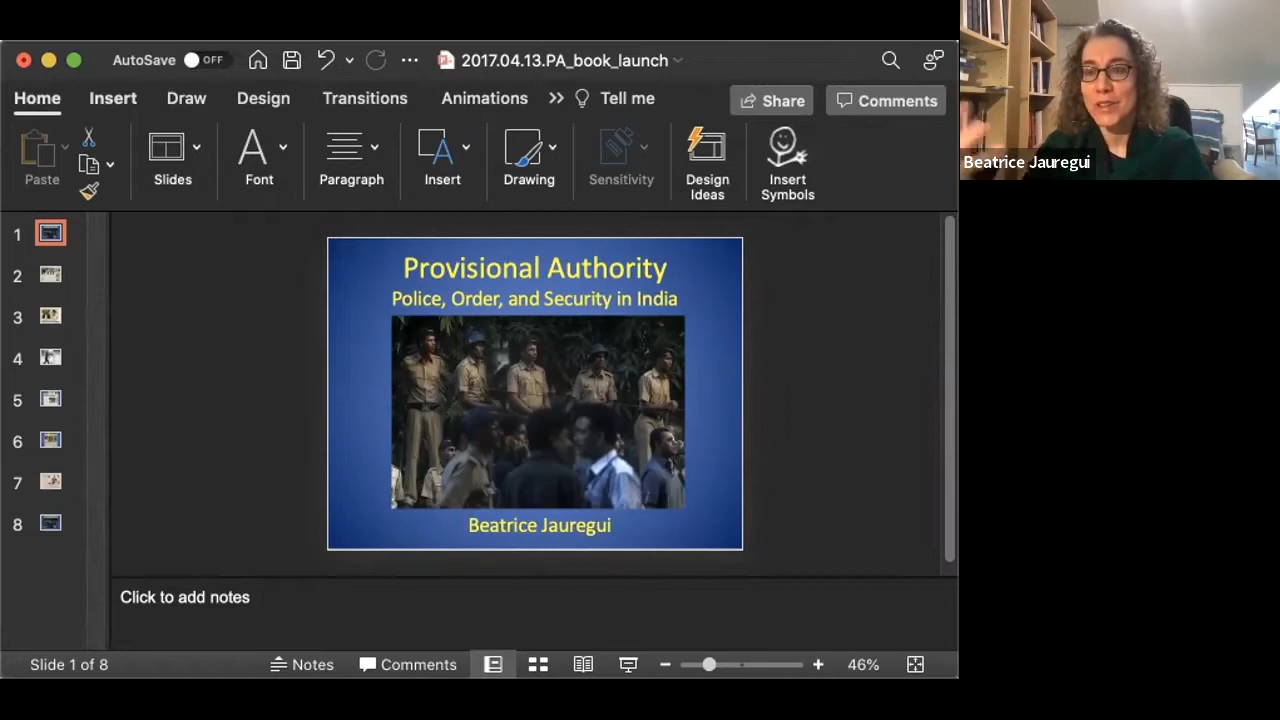 AutoSave OFF
2017.04.13.PA_book_launch
Home Insert Draw Design Transitions Animations Tell me
Share Comments
Paste Slides Font Paragraph Insert Drawing Sensitivity Design Ideas Insert Symbols
1
2
3
4
5
6
7
8
Provisional Authority
Police, Order, and Security in India
Beatrice Jauregui
Click to add notes
Slide 1 of 8 Notes Comments 46%
Beatrice Jauregui